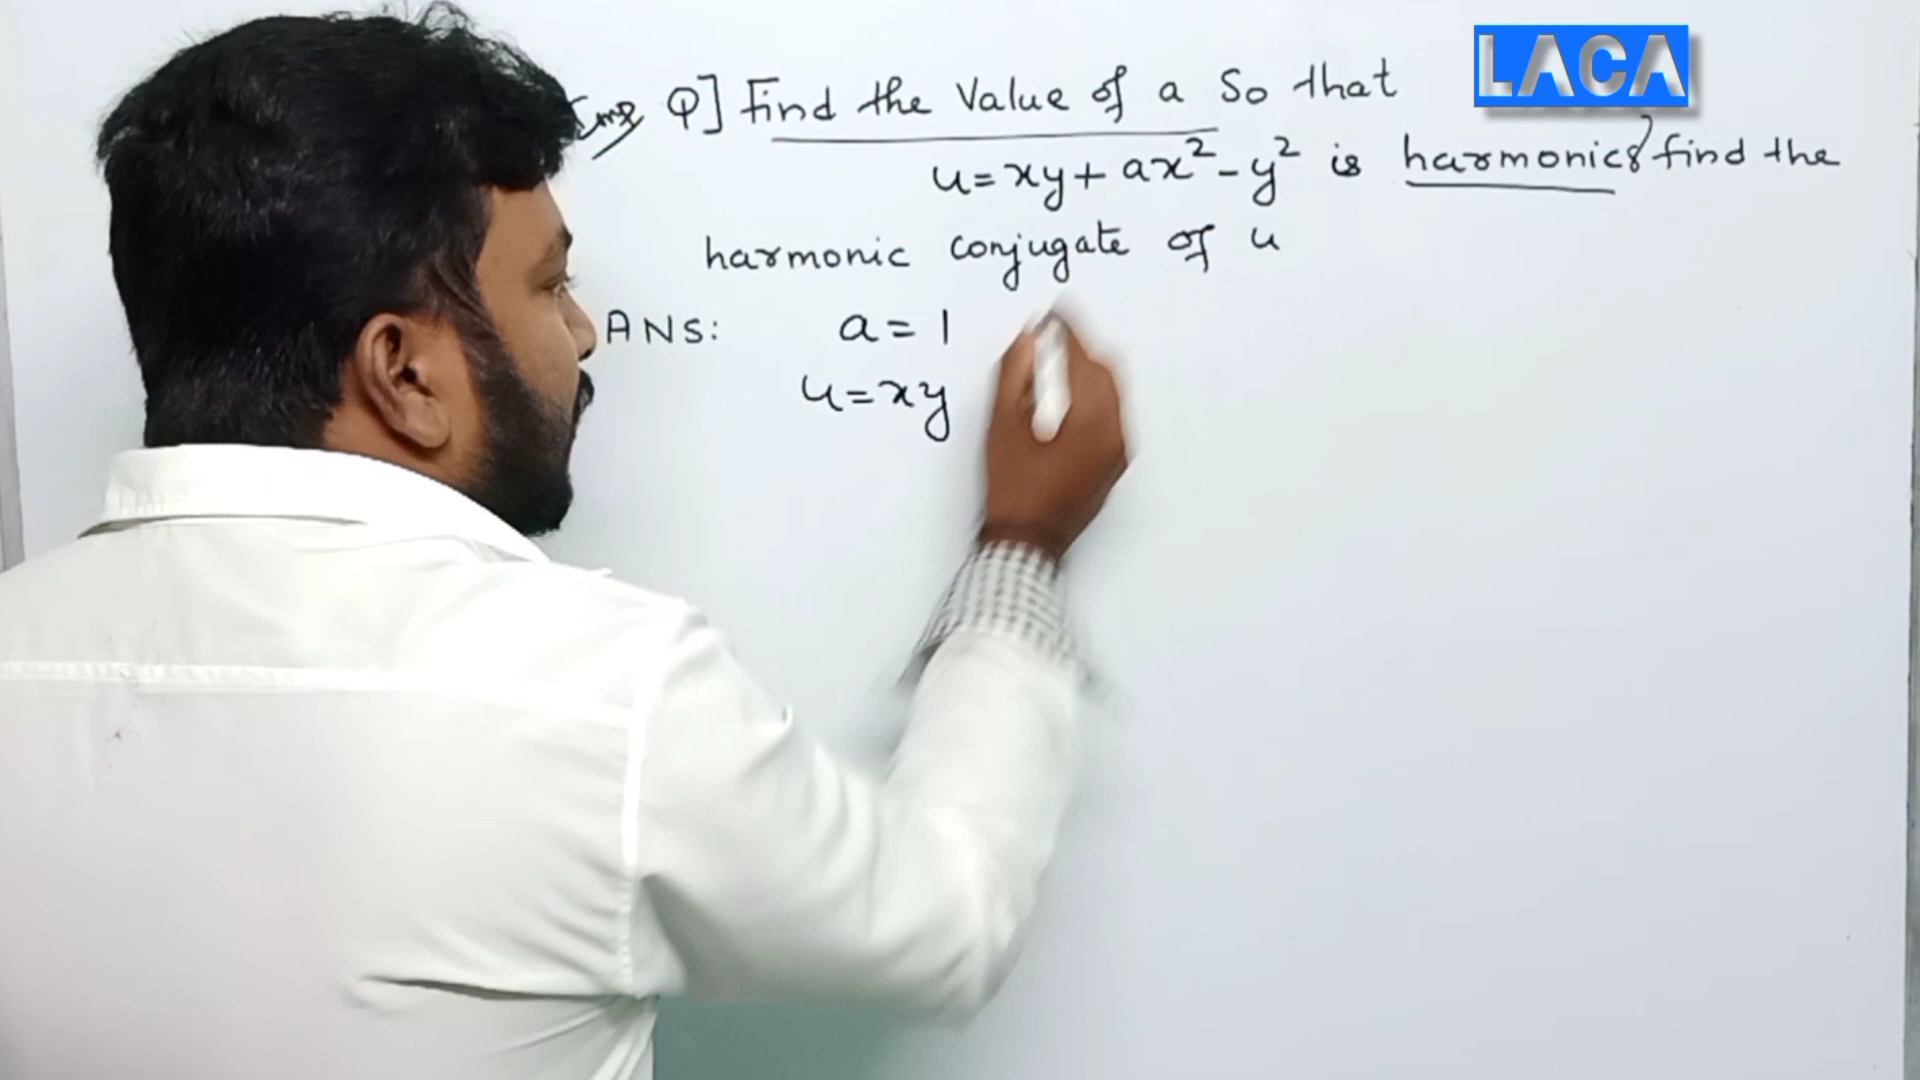 LACA
Imp Q] Find the Value of a So that
u=xy+ax²-y² is harmonic & find the
harmonic conjugate of u
ANS: a=1
u=xy